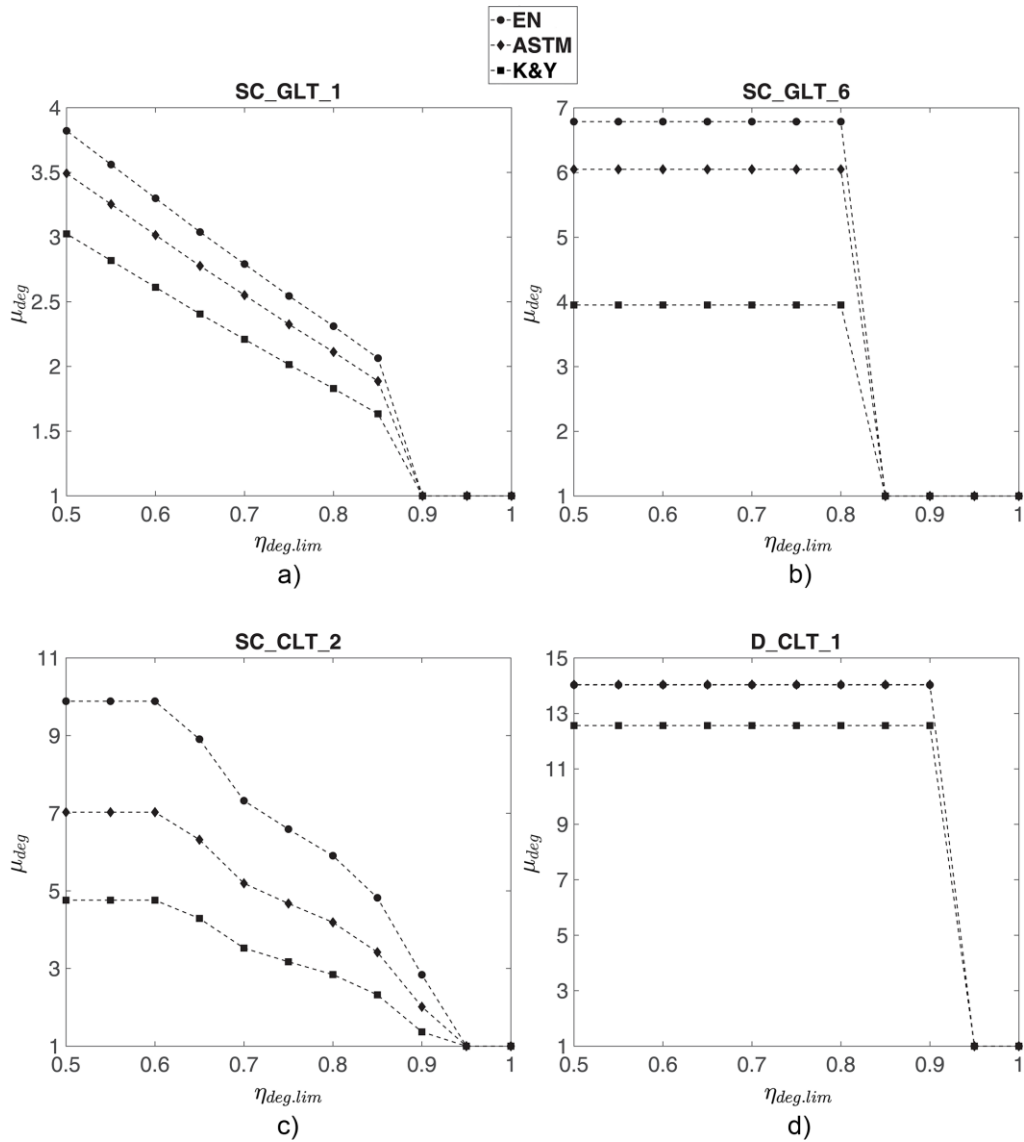 EN
ASTM
K&Y
SC_GLT_1
4
3.5
3
2.5
2
1.5
1
μdeg
0.5 0.6 0.7 0.8 0.9 1
ηdeg.lim
a)
SC_GLT_6
7
6
5
4
3
2
1
μdeg
0.5 0.6 0.7 0.8 0.9 1
ηdeg.lim
b)
SC_CLT_2
11
9
7
5
3
1
μdeg
0.5 0.6 0.7 0.8 0.9 1
ηdeg.lim
c)
D_CLT_1
15
13
11
9
7
5
3
1
μdeg
0.5 0.6 0.7 0.8 0.9 1
ηdeg.lim
d)